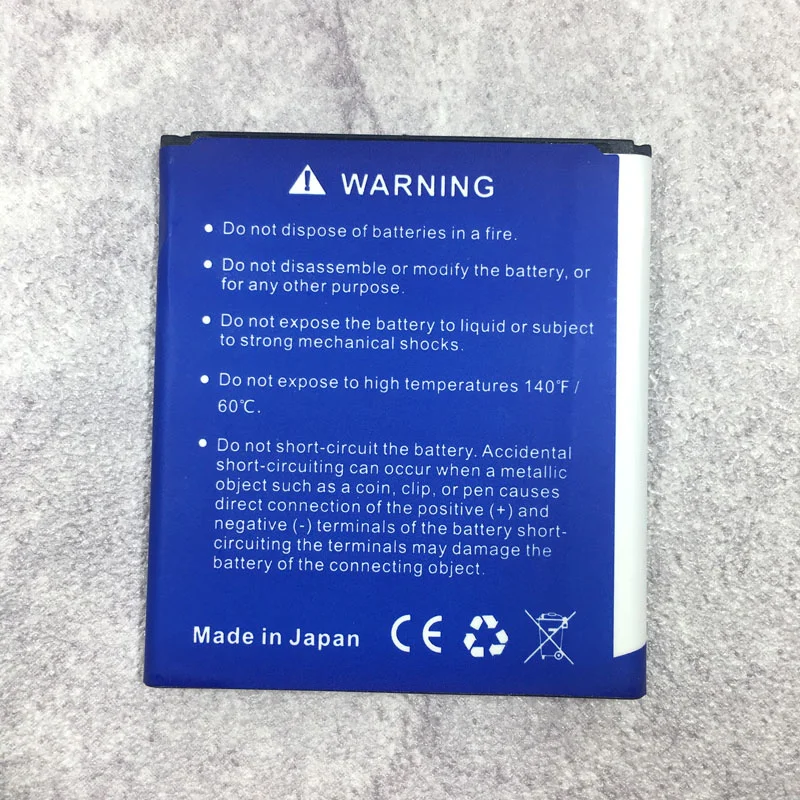 WARNING
• Do not dispose of batteries in a fire.
• Do not disassemble or modify the battery, or
for any other purpose.
• Do not expose the battery to liquid or subject
to strong mechanical shocks.
• Do not expose to high temperatures 140℉ /
60℃.
• Do not short-circuit the battery. Accidental
short-circuiting can occur when a metallic
object such as a coin, clip, or pen causes
direct connection of the positive (+) and
negative (-) terminals of the battery short-
circuiting the terminals may damage the
battery of the connecting object.
Made in Japan CE